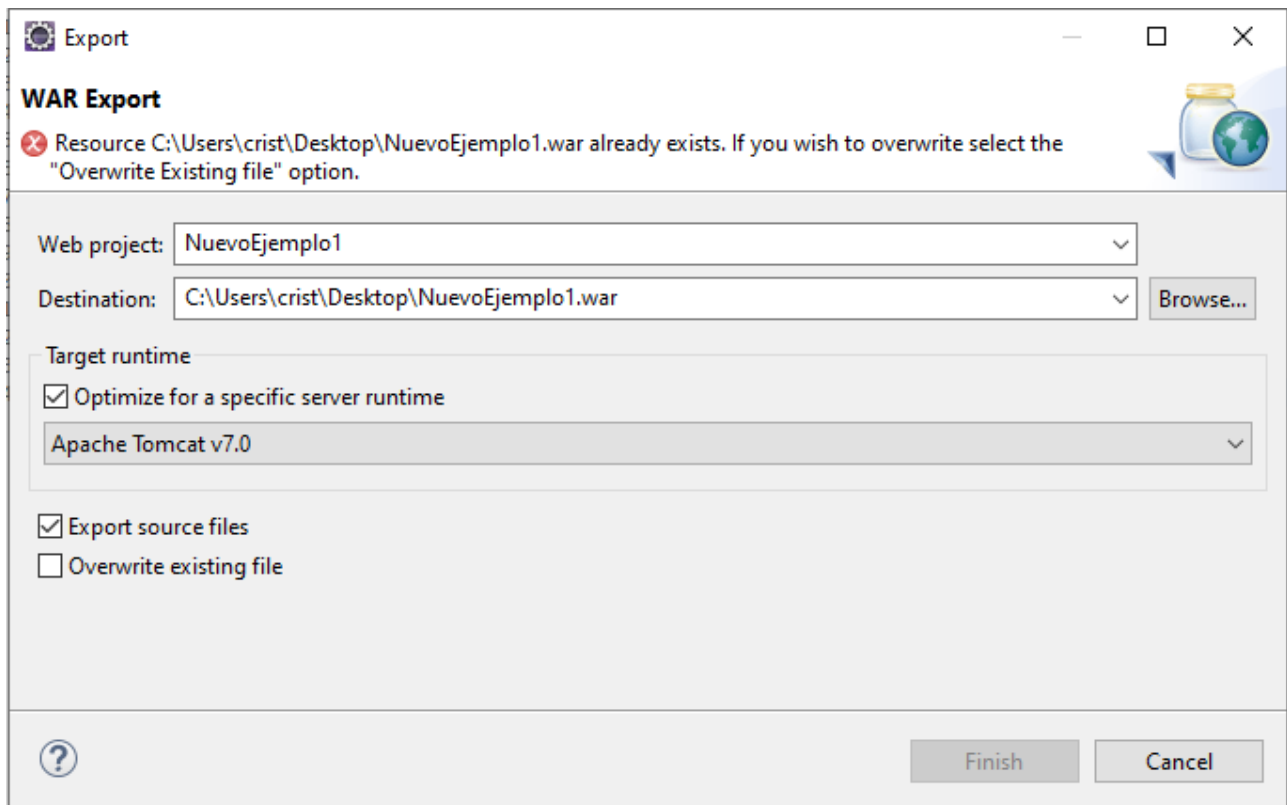 Export
WAR Export
Resource C:\Users\crist\Desktop\NuevoEjemplo1.war already exists. If you wish to overwrite select the
"Overwrite Existing file" option.
Web project: NuevoEjemplo1
Destination: C:\Users\crist\Desktop\NuevoEjemplo1.war Browse...
Target runtime
Optimize for a specific server runtime
Apache Tomcat v7.0
Export source files
Overwrite existing file
? Finish Cancel